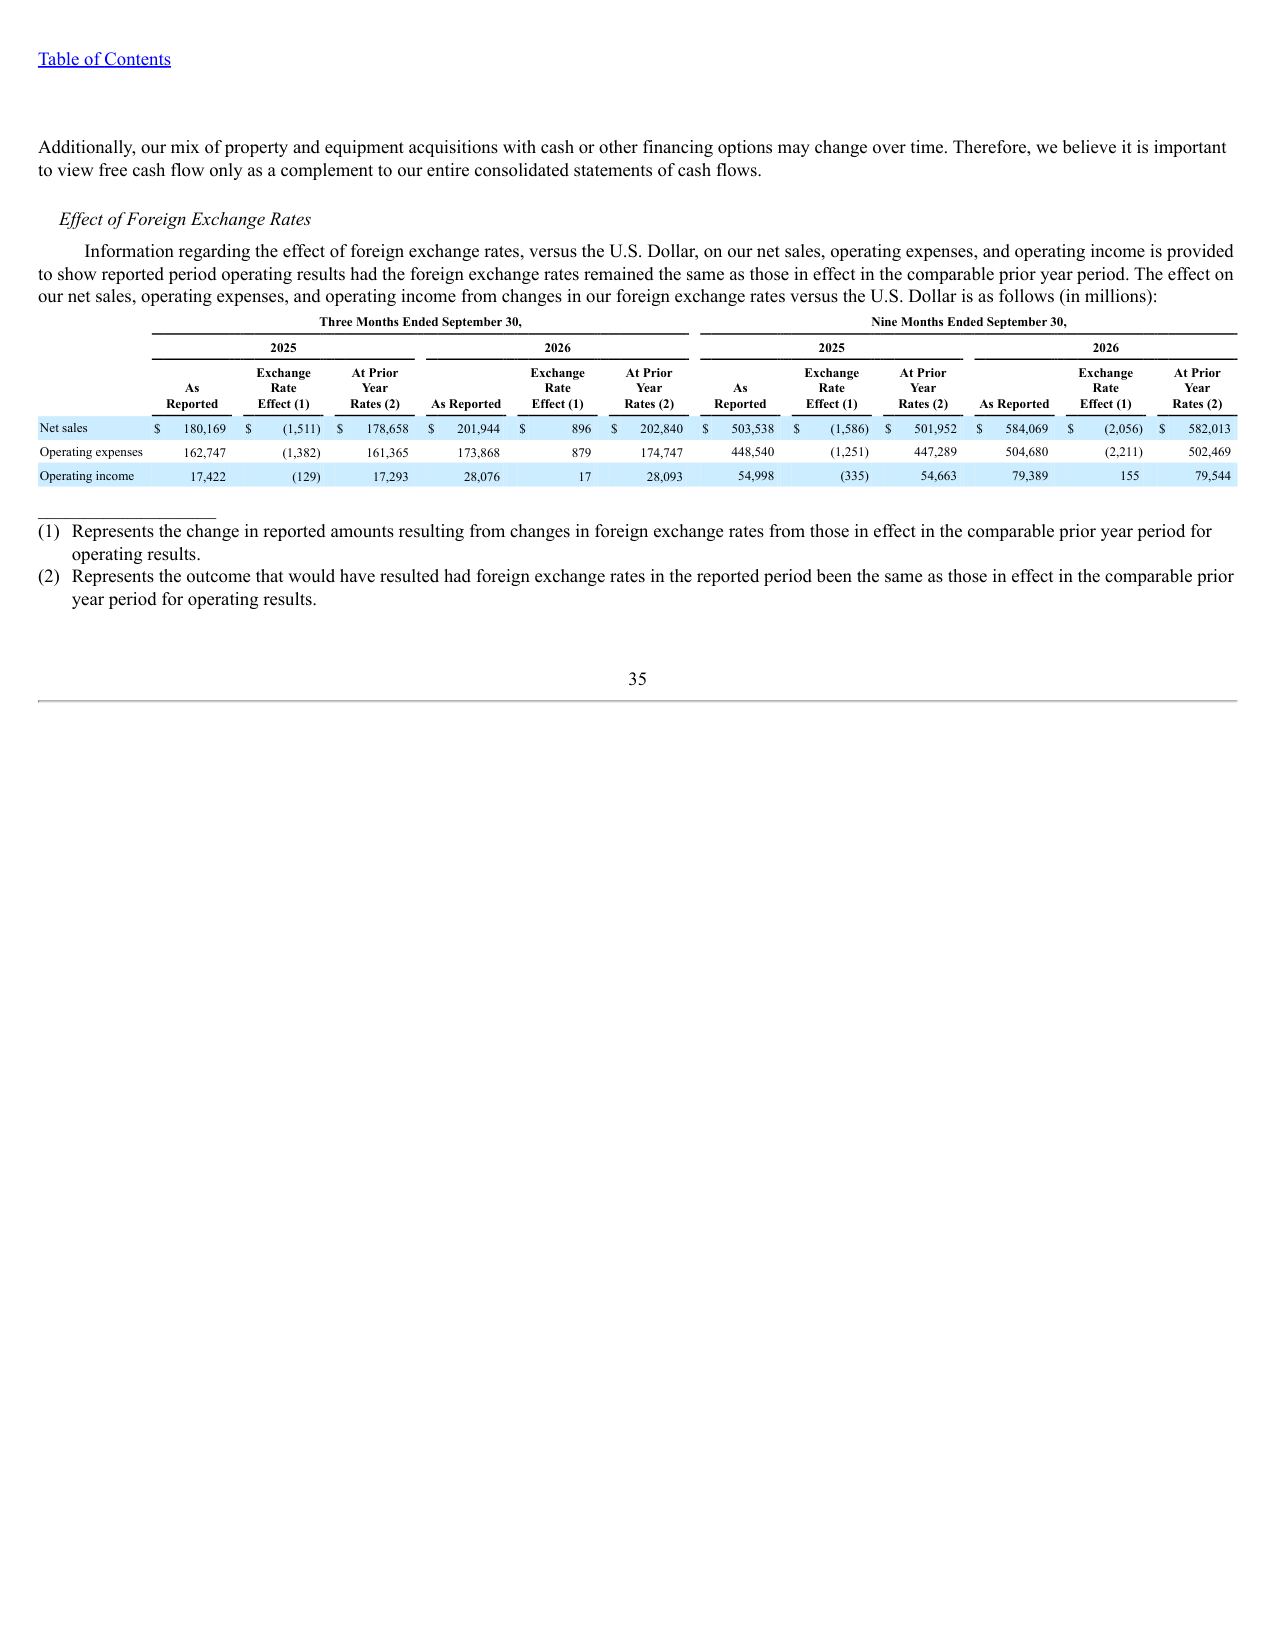 Table of Contents
Additionally, our mix of property and equipment acquisitions with cash or other financing options may change over time. Therefore, we believe it is important
to view free cash flow only as a complement to our entire consolidated statements of cash flows.
Effect of Foreign Exchange Rates
Information regarding the effect of foreign exchange rates, versus the U.S. Dollar, on our net sales, operating expenses, and operating income is provided
to show reported period operating results had the foreign exchange rates remained the same as those in effect in the comparable prior year period. The effect on
our net sales, operating expenses, and operating income from changes in our foreign exchange rates versus the U.S. Dollar is as follows (in millions):
Three Months Ended September 30, Nine Months Ended September 30,
2025 2026 2025 2026
Exchange At Prior Exchange At Prior Exchange At Prior Exchange At Prior
As Rate Year Rate Year As Rate Year Rate Year
Reported Effect (1) Rates (2) As Reported Effect (1) Rates (2) Reported Effect (1) Rates (2) As Reported Effect (1) Rates (2)
Net sales $ 180,169 $ (1,511) $ 178,658 $ 201,944 $ 896 $ 202,840 $ 503,538 $ (1,586) $ 501,952 $ 584,069 $ (2,056) $ 582,013
Operating expenses 162,747 (1,382) 161,365 173,868 879 174,747 448,540 (1,251) 447,289 504,680 (2,211) 502,469
Operating income 17,422 (129) 17,293 28,076 17 28,093 54,998 (335) 54,663 79,389 155 79,544
(1) Represents the change in reported amounts resulting from changes in foreign exchange rates from those in effect in the comparable prior year period for
operating results.
(2) Represents the outcome that would have resulted had foreign exchange rates in the reported period been the same as those in effect in the comparable prior
year period for operating results.
35